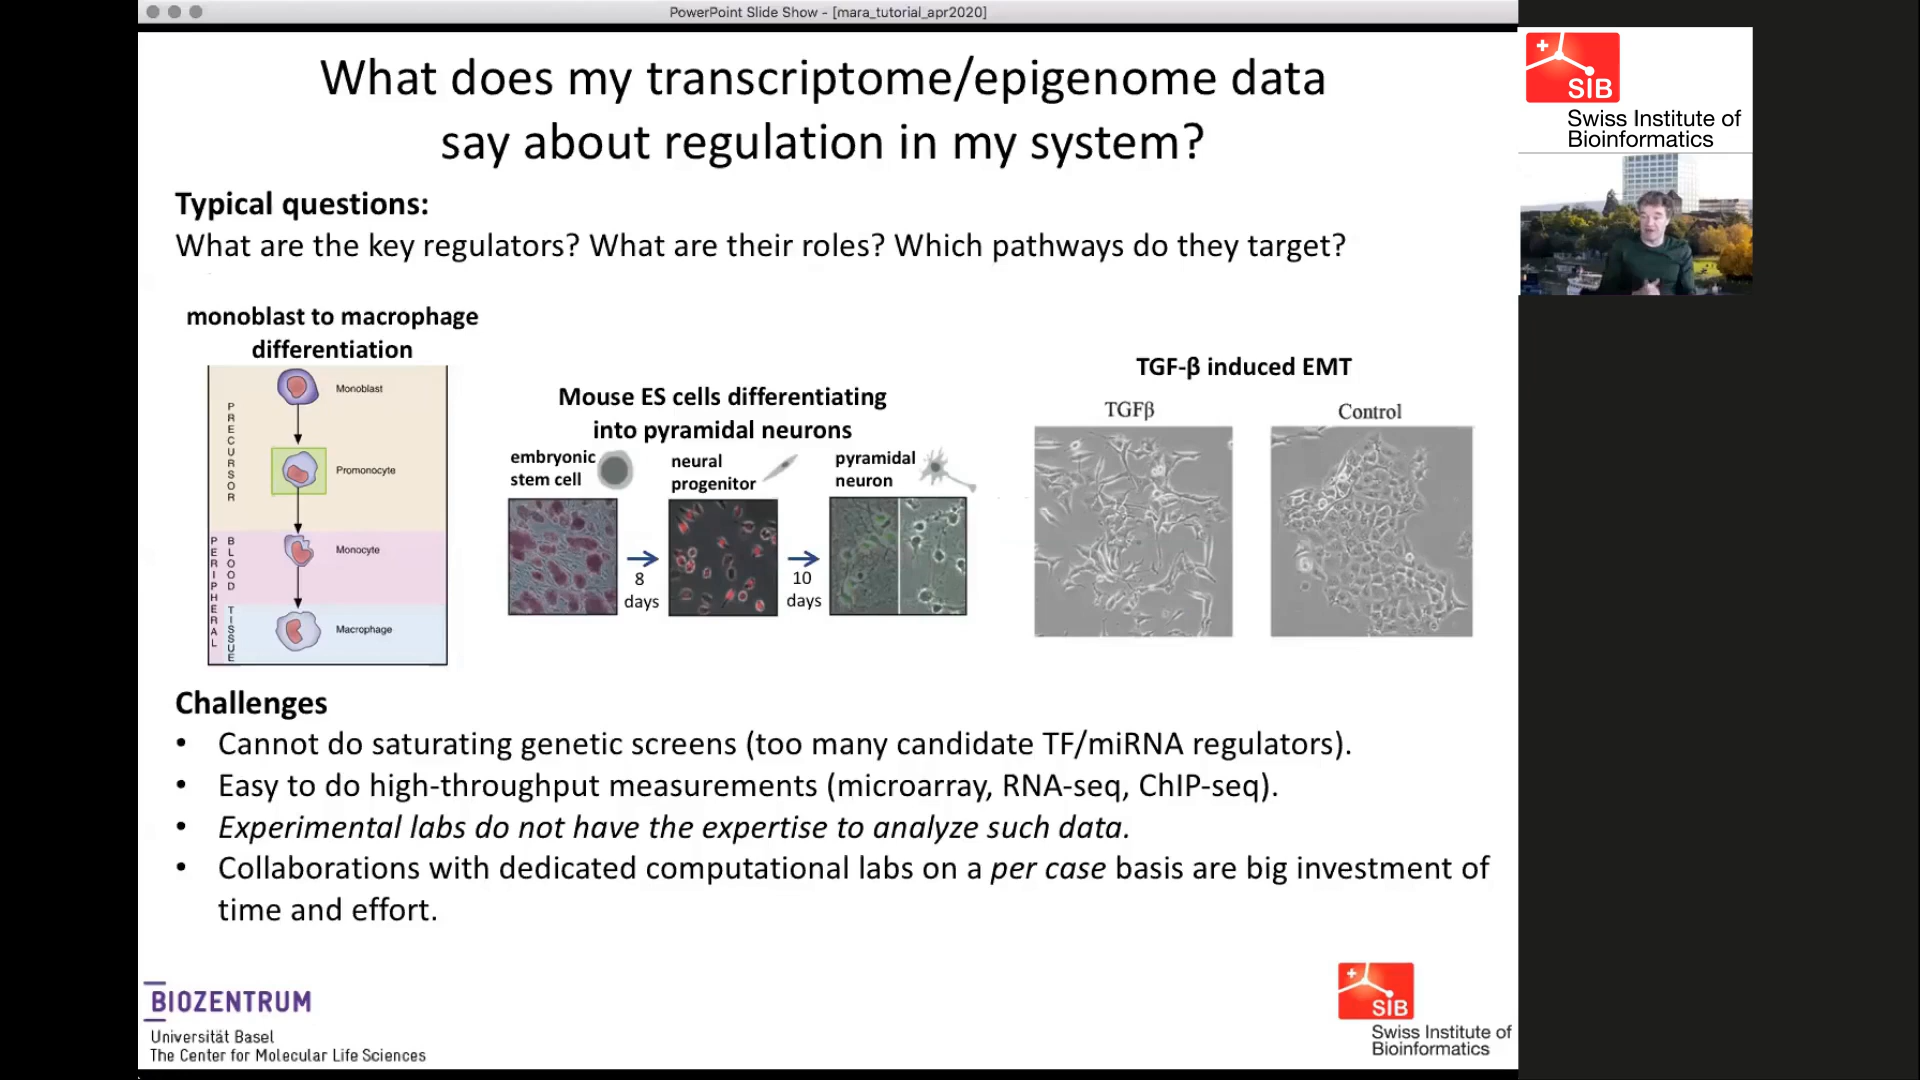 PowerPoint Slide Show - [mara_tutorial_apr2020]
What does my transcriptome/epigenome data
say about regulation in my system?
Typical questions:
What are the key regulators? What are their roles? Which pathways do they target?
monoblast to macrophage
differentiation
PRECURSOR
Monoblast
Promonocyte
PERIPHERAL
BLOOD
Monocyte
TISSUE
Macrophage
Mouse ES cells differentiating
into pyramidal neurons
embryonic
stem cell
neural
progenitor
pyramidal
neuron
8
days
10
days
TGF-β induced EMT
TGFβ
Control
Challenges
• Cannot do saturating genetic screens (too many candidate TF/miRNA regulators).
• Easy to do high-throughput measurements (microarray, RNA-seq, ChIP-seq).
• Experimental labs do not have the expertise to analyze such data.
• Collaborations with dedicated computational labs on a per case basis are big investment of
time and effort.
BIOZENTRUM
Universität Basel
The Center for Molecular Life Sciences
SIB
Swiss Institute of
Bioinformatics
SIB
Swiss Institute of
Bioinformatics